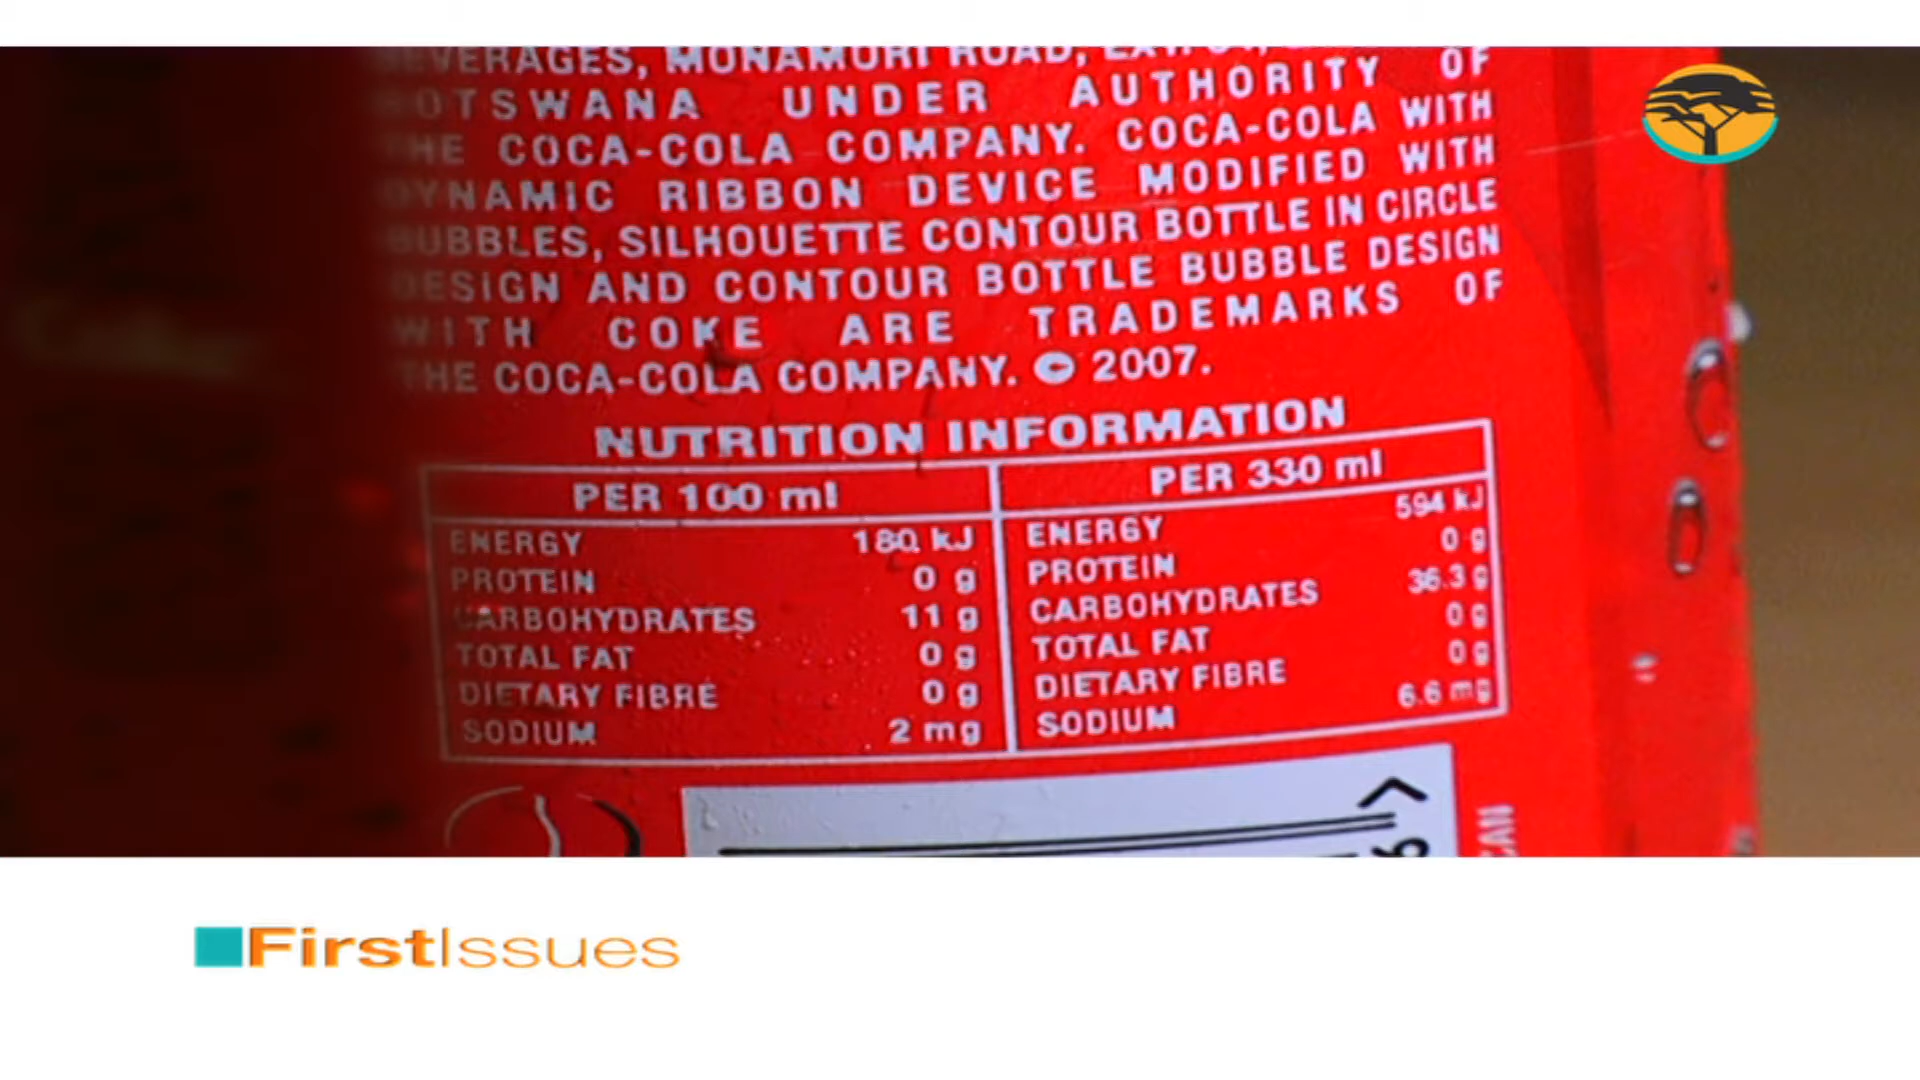 BEVERAGES, MONAMORI ROAD,
BOTSWANA UNDER AUTHORITY OF
THE COCA-COLA COMPANY. COCA-COLA WITH
DYNAMIC RIBBON DEVICE MODIFIED WITH
BUBBLES, SILHOUETTE CONTOUR BOTTLE IN CIRCLE
DESIGN AND CONTOUR BOTTLE BUBBLE DESIGN
WITH COKE ARE TRADEMARKS OF
THE COCA-COLA COMPANY. © 2007.
NUTRITION INFORMATION
PER 100 ml
ENERGY 180 kJ
PROTEIN 0 g
CARBOHYDRATES 11 g
TOTAL FAT 0 g
DIETARY FIBRE 0 g
SODIUM 2 mg
PER 330 ml
ENERGY 594 kJ
PROTEIN 0 g
CARBOHYDRATES 36.3 g
TOTAL FAT 0 g
DIETARY FIBRE 0 g
SODIUM 6.6 mg
FirstIssues